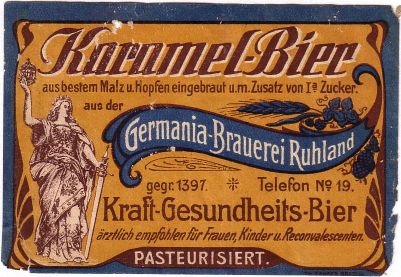 Karamel-Bier
aus bestem Malz u. Hopfen eingebraut u. m. Zusatz von Iª Zucker.
aus der
Germania-Brauerei Ruhland
gegr. 1397. Telefon Nº 19.
Kraft-Gesundheits-Bier
ärztlich empfohlen für Frauen, Kinder u. Reconvalescenten.
PASTEURISIERT.